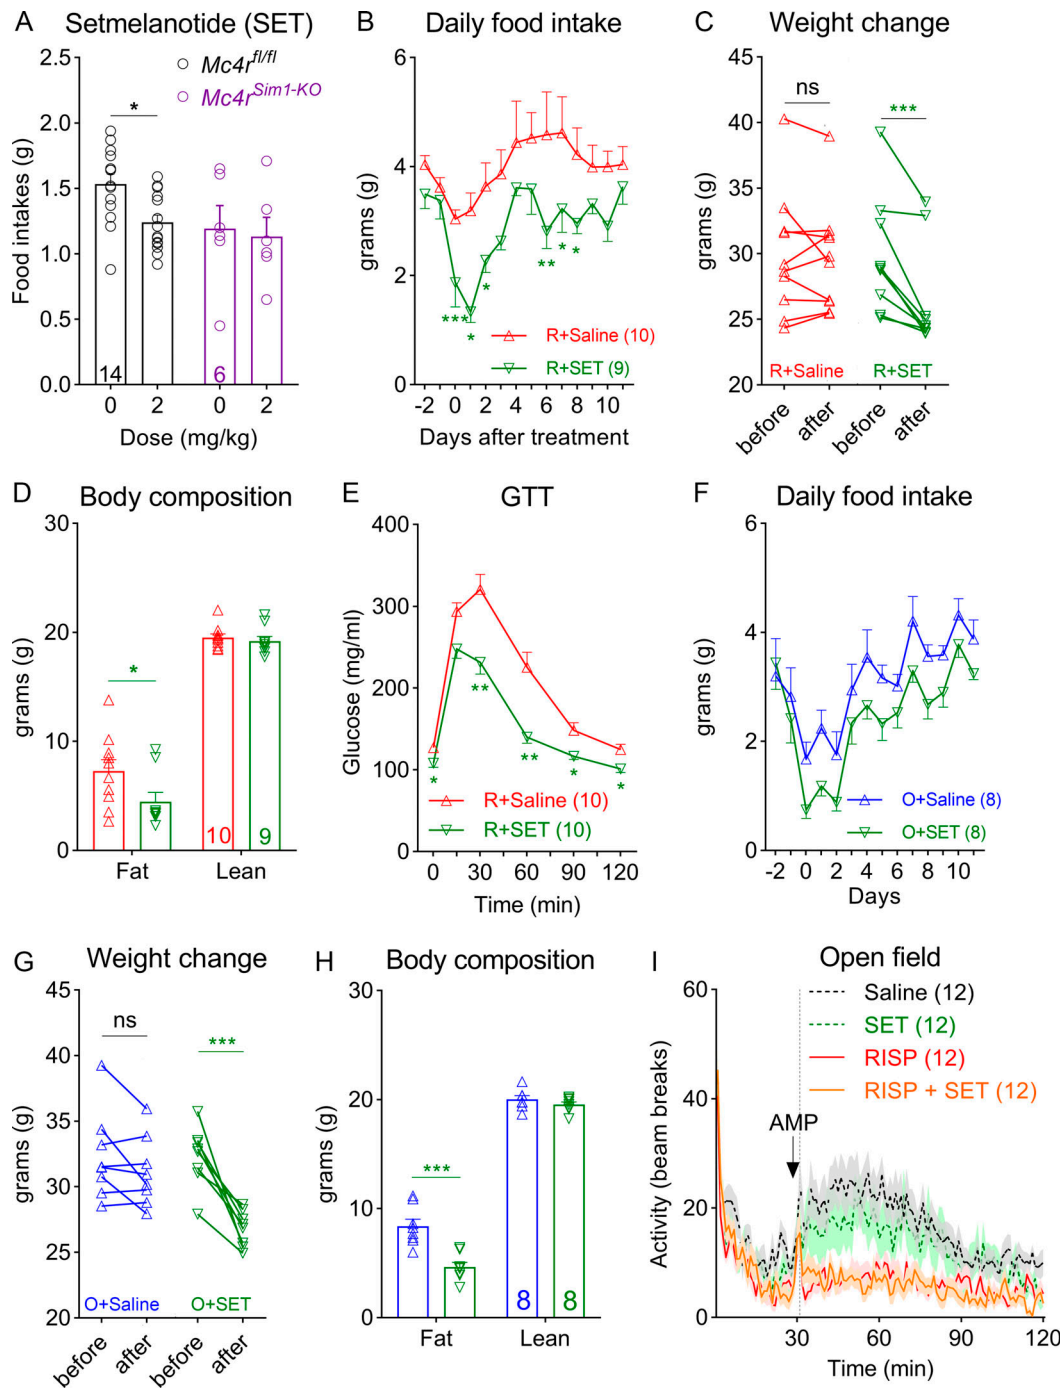 A
Setmelanotide (SET)
Mc4r^fl/fl
Mc4r^Sim1-KO
*
Food intakes (g)
2.5
2.0
1.5
1.0
0.5
0.0
14
6
0 2 0 2
Dose (mg/kg)
B
Daily food intake
grams (g)
6
4
2
0
***
*
*
**
*
*
R+Saline (10)
R+SET (9)
-2 0 2 4 6 8 10
Days after treatment
C
Weight change
grams (g)
45
40
35
30
25
20
ns
***
R+Saline
R+SET
before after before after
D
Body composition
grams (g)
30
20
10
0
*
10
9
Fat Lean
E
GTT
Glucose (mg/ml)
400
300
200
100
0
*
**
**
*
*
R+Saline (10)
R+SET (10)
0 30 60 90 120
Time (min)
F
Daily food intake
grams (g)
6
4
2
0
O+Saline (8)
O+SET (8)
-2 0 2 4 6 8 10
Days
G
Weight change
grams (g)
45
40
35
30
25
20
ns
***
O+Saline
O+SET
before after before after
H
Body composition
grams (g)
30
20
10
0
***
8
8
Fat Lean
I
Open field
Activity (beam breaks)
60
40
20
0
Saline (12)
SET (12)
RISP (12)
RISP + SET (12)
AMP
30 60 90 120
Time (min)